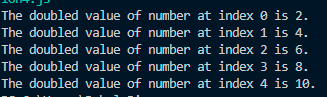 The doubled value of number at index 0 is 2.
The doubled value of number at index 1 is 4.
The doubled value of number at index 2 is 6.
The doubled value of number at index 3 is 8.
The doubled value of number at index 4 is 10.